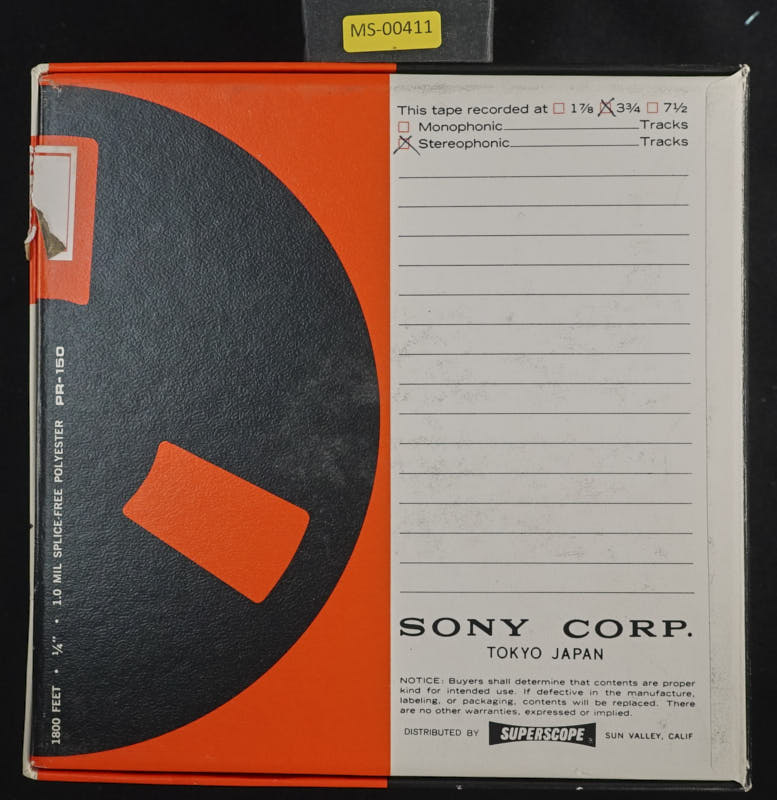 MS-00411
This tape recorded at ☐ 1⅞ ☒ 3¾ ☐ 7½
☐ Monophonic Tracks
☒ Stereophonic Tracks
1800 FEET • ¼" • 1.0 MIL SPLICE-FREE POLYESTER PR-150
SONY CORP.
TOKYO JAPAN
NOTICE: Buyers shall determine that contents are proper
kind for intended use. If defective in the manufacture,
labeling, or packaging, contents will be replaced. There
are no other warranties, expressed or implied.
DISTRIBUTED BY SUPERSCOPE SUN VALLEY, CALIF